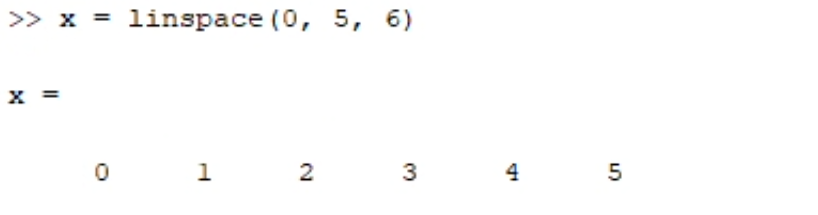 >> x = linspace(0, 5, 6)
x =
0 1 2 3 4 5